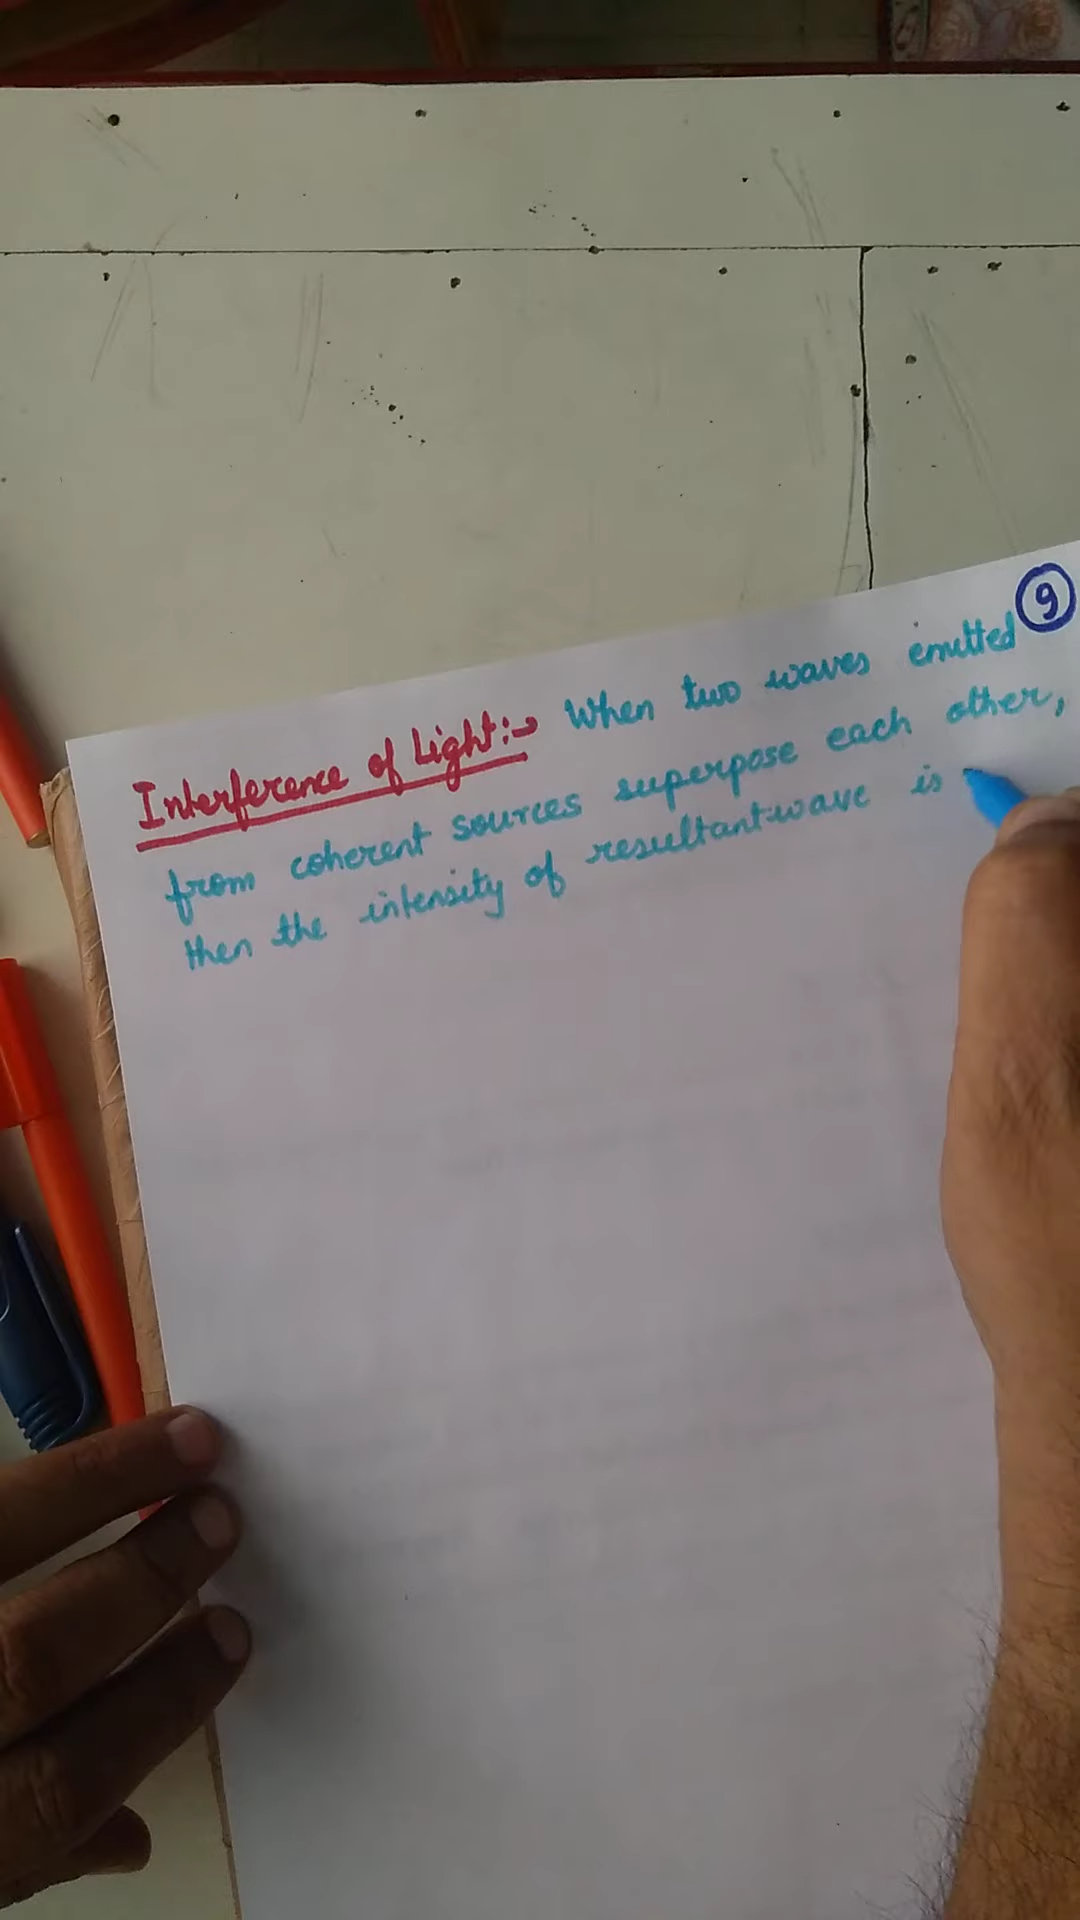 9
Interference of Light:→ When two waves emitted
from coherent sources superpose each other,
then the intensity of resultant wave is